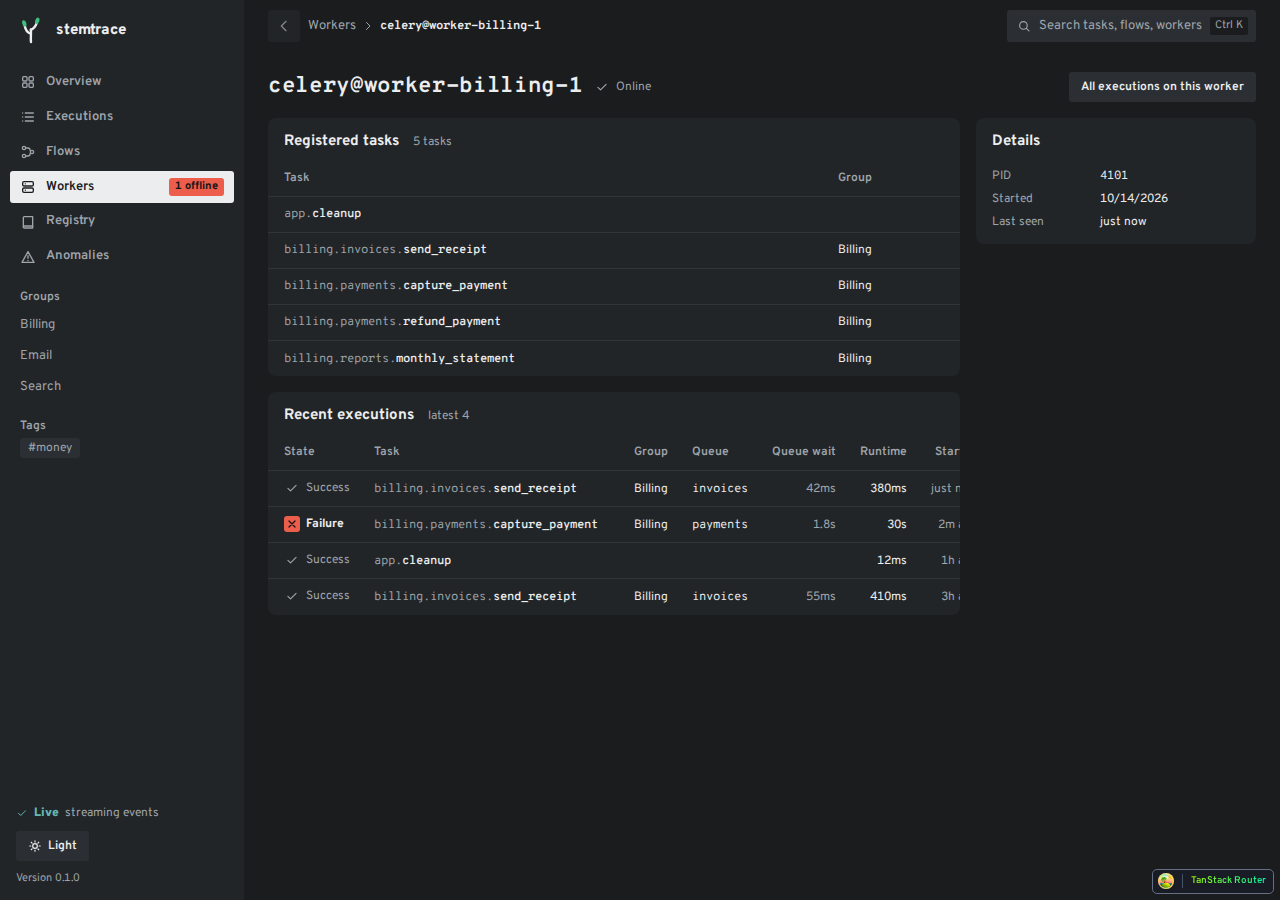 stemtrace
Workers celery@worker-billing-1
Search tasks, flows, workers Ctrl K
Overview
Executions
Flows
Workers 1 offline
Registry
Anomalies
Groups
Billing
Email
Search
Tags
#money
Live streaming events
Light
Version 0.1.0
celery@worker-billing-1 Online
All executions on this worker
Registered tasks 5 tasks
Task Group
app.cleanup
billing.invoices.send_receipt Billing
billing.payments.capture_payment Billing
billing.payments.refund_payment Billing
billing.reports.monthly_statement Billing
Details
PID 4101
Started 10/14/2026
Last seen just now
Recent executions latest 4
State Task Group Queue Queue wait Runtime
Success billing.invoices.send_receipt Billing invoices 42ms 380ms just
Failure billing.payments.capture_payment Billing payments 1.8s 30s 2m
Success app.cleanup 12ms 1h
Success billing.invoices.send_receipt Billing invoices 55ms 410ms 3h
TanStack Router